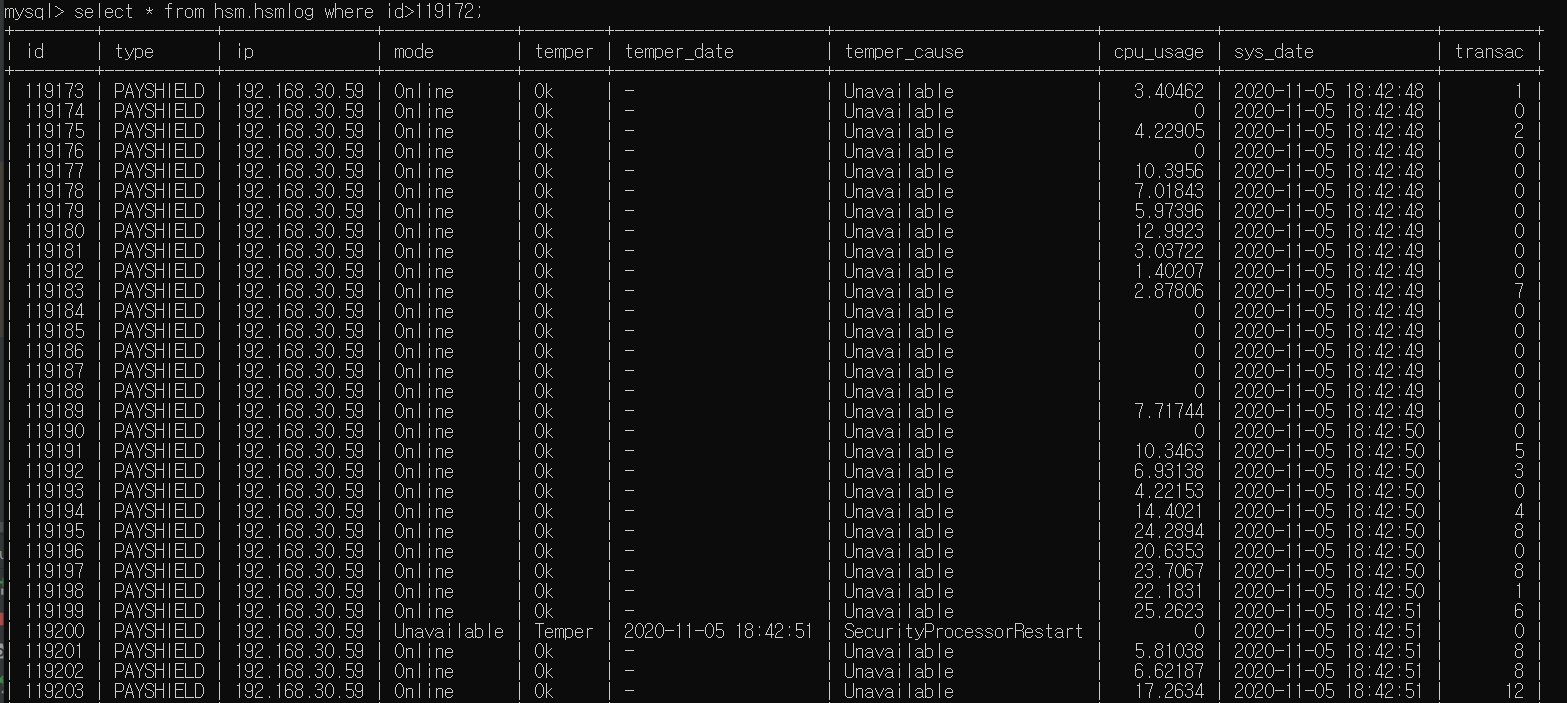 mysql> select * from hsm.hsmlog where id>119172;
| id | type | ip | mode | temper | temper_date | temper_cause | cpu_usage | sys_date | transac |
| 119173 | PAYSHIELD | 192.168.30.59 | Online | Ok | - | Unavailable | 3.40462 | 2020-11-05 18:42:48 | 1 |
| 119174 | PAYSHIELD | 192.168.30.59 | Online | Ok | - | Unavailable | 0 | 2020-11-05 18:42:48 | 0 |
| 119175 | PAYSHIELD | 192.168.30.59 | Online | Ok | - | Unavailable | 4.22905 | 2020-11-05 18:42:48 | 2 |
| 119176 | PAYSHIELD | 192.168.30.59 | Online | Ok | - | Unavailable | 0 | 2020-11-05 18:42:48 | 0 |
| 119177 | PAYSHIELD | 192.168.30.59 | Online | Ok | - | Unavailable | 10.3956 | 2020-11-05 18:42:48 | 0 |
| 119178 | PAYSHIELD | 192.168.30.59 | Online | Ok | - | Unavailable | 7.01843 | 2020-11-05 18:42:48 | 0 |
| 119179 | PAYSHIELD | 192.168.30.59 | Online | Ok | - | Unavailable | 5.97396 | 2020-11-05 18:42:48 | 0 |
| 119180 | PAYSHIELD | 192.168.30.59 | Online | Ok | - | Unavailable | 12.9923 | 2020-11-05 18:42:49 | 0 |
| 119181 | PAYSHIELD | 192.168.30.59 | Online | Ok | - | Unavailable | 3.03722 | 2020-11-05 18:42:49 | 0 |
| 119182 | PAYSHIELD | 192.168.30.59 | Online | Ok | - | Unavailable | 1.40207 | 2020-11-05 18:42:49 | 0 |
| 119183 | PAYSHIELD | 192.168.30.59 | Online | Ok | - | Unavailable | 2.87806 | 2020-11-05 18:42:49 | 7 |
| 119184 | PAYSHIELD | 192.168.30.59 | Online | Ok | - | Unavailable | 0 | 2020-11-05 18:42:49 | 0 |
| 119185 | PAYSHIELD | 192.168.30.59 | Online | Ok | - | Unavailable | 0 | 2020-11-05 18:42:49 | 0 |
| 119186 | PAYSHIELD | 192.168.30.59 | Online | Ok | - | Unavailable | 0 | 2020-11-05 18:42:49 | 0 |
| 119187 | PAYSHIELD | 192.168.30.59 | Online | Ok | - | Unavailable | 0 | 2020-11-05 18:42:49 | 0 |
| 119188 | PAYSHIELD | 192.168.30.59 | Online | Ok | - | Unavailable | 0 | 2020-11-05 18:42:49 | 0 |
| 119189 | PAYSHIELD | 192.168.30.59 | Online | Ok | - | Unavailable | 7.71744 | 2020-11-05 18:42:49 | 0 |
| 119190 | PAYSHIELD | 192.168.30.59 | Online | Ok | - | Unavailable | 0 | 2020-11-05 18:42:50 | 0 |
| 119191 | PAYSHIELD | 192.168.30.59 | Online | Ok | - | Unavailable | 10.3463 | 2020-11-05 18:42:50 | 5 |
| 119192 | PAYSHIELD | 192.168.30.59 | Online | Ok | - | Unavailable | 6.93138 | 2020-11-05 18:42:50 | 3 |
| 119193 | PAYSHIELD | 192.168.30.59 | Online | Ok | - | Unavailable | 4.22153 | 2020-11-05 18:42:50 | 0 |
| 119194 | PAYSHIELD | 192.168.30.59 | Online | Ok | - | Unavailable | 14.4021 | 2020-11-05 18:42:50 | 4 |
| 119195 | PAYSHIELD | 192.168.30.59 | Online | Ok | - | Unavailable | 24.2894 | 2020-11-05 18:42:50 | 8 |
| 119196 | PAYSHIELD | 192.168.30.59 | Online | Ok | - | Unavailable | 20.6353 | 2020-11-05 18:42:50 | 0 |
| 119197 | PAYSHIELD | 192.168.30.59 | Online | Ok | - | Unavailable | 23.7067 | 2020-11-05 18:42:50 | 8 |
| 119198 | PAYSHIELD | 192.168.30.59 | Online | Ok | - | Unavailable | 22.1831 | 2020-11-05 18:42:50 | 1 |
| 119199 | PAYSHIELD | 192.168.30.59 | Online | Ok | - | Unavailable | 25.2623 | 2020-11-05 18:42:51 | 6 |
| 119200 | PAYSHIELD | 192.168.30.59 | Unavailable | Temper | 2020-11-05 18:42:51 | SecurityProcessorRestart | 0 | 2020-11-05 18:42:51 | 0 |
| 119201 | PAYSHIELD | 192.168.30.59 | Online | Ok | - | Unavailable | 5.81038 | 2020-11-05 18:42:51 | 8 |
| 119202 | PAYSHIELD | 192.168.30.59 | Online | Ok | - | Unavailable | 6.62187 | 2020-11-05 18:42:51 | 8 |
| 119203 | PAYSHIELD | 192.168.30.59 | Online | Ok | - | Unavailable | 17.2634 | 2020-11-05 18:42:51 | 12 |